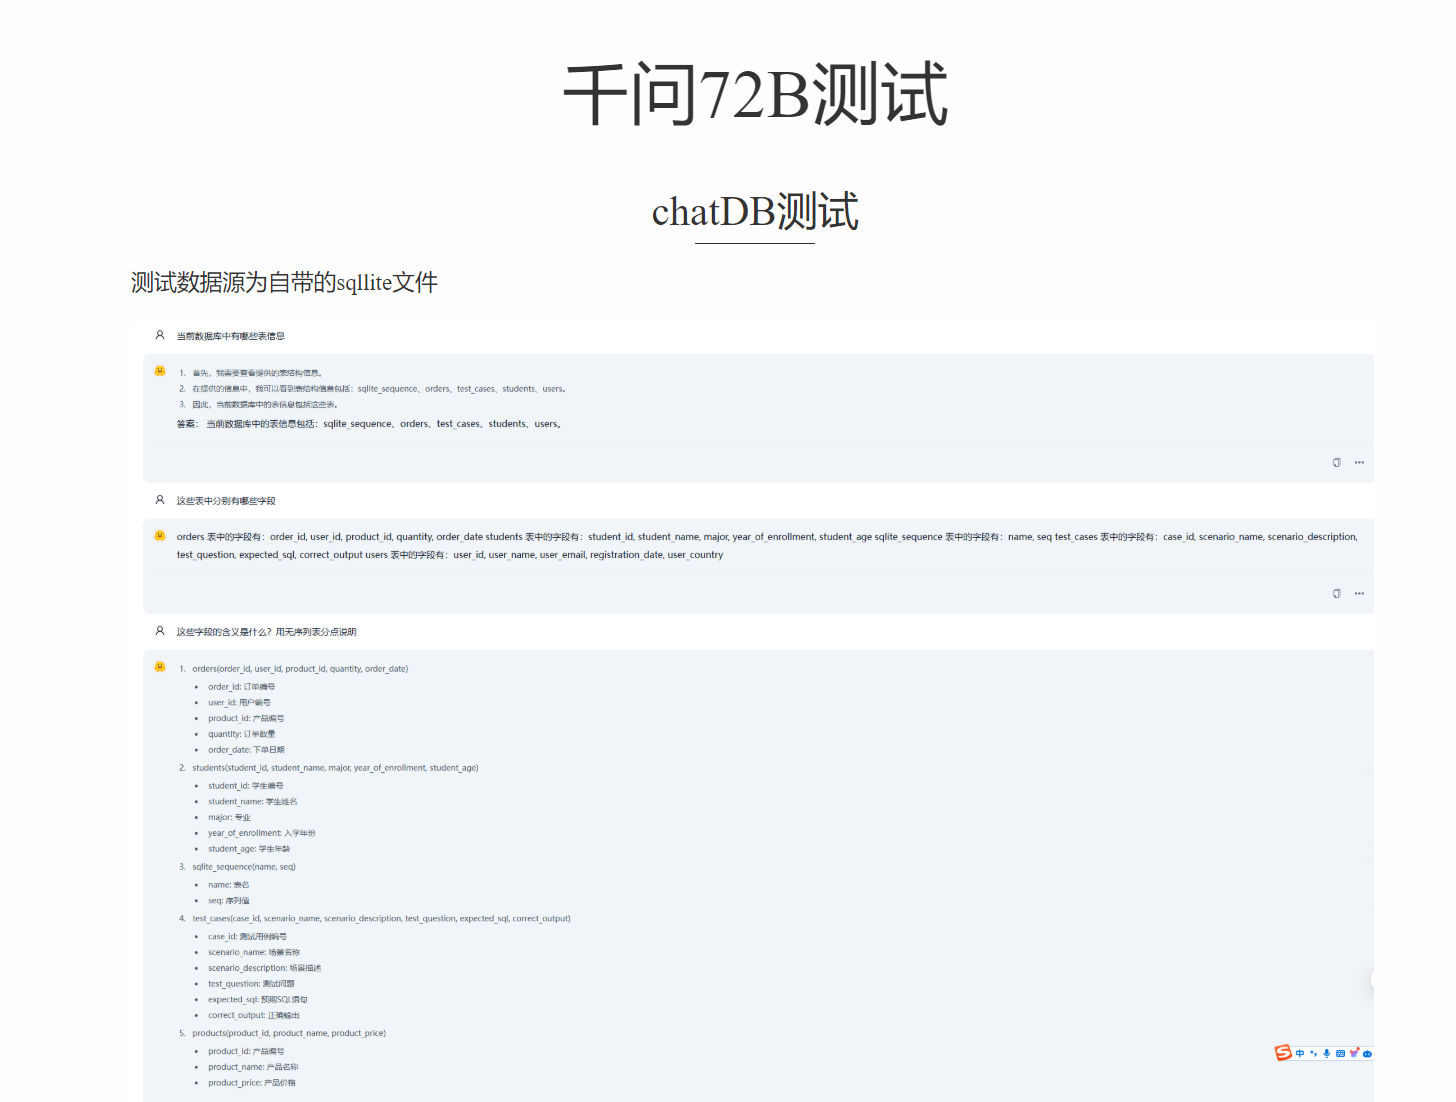 千问72B测试
chatDB测试
测试数据源为自带的sqllite文件
当前数据库中有哪些表信息
1. 首先，我需要查看提供的表结构信息。
2. 在提供的信息中，我可以看到表结构信息包括：sqlite_sequence、orders、test_cases、students、users。
3. 因此，当前数据库中的表信息包括这些表。
答案： 当前数据库中的表信息包括：sqlite_sequence、orders、test_cases、students、users。
这些表中分别有哪些字段
orders 表中的字段有：order_id, user_id, product_id, quantity, order_date students 表中的字段有：student_id, student_name, major, year_of_enrollment, student_age sqlite_sequence 表中的字段有：name, seq test_cases 表中的字段有：case_id, scenario_name, scenario_description,
test_question, expected_sql, correct_output users 表中的字段有：user_id, user_name, user_email, registration_date, user_country
这些字段的含义是什么？用无序列表分点说明
1. orders(order_id, user_id, product_id, quantity, order_date)
• order_id: 订单编号
• user_id: 用户编号
• product_id: 产品编号
• quantity: 订单数量
• order_date: 下单日期
2. students(student_id, student_name, major, year_of_enrollment, student_age)
• student_id: 学生编号
• student_name: 学生姓名
• major: 专业
• year_of_enrollment: 入学年份
• student_age: 学生年龄
3. sqlite_sequence(name, seq)
• name: 表名
• seq: 序列值
4. test_cases(case_id, scenario_name, scenario_description, test_question, expected_sql, correct_output)
• case_id: 测试用例编号
• scenario_name: 场景名称
• scenario_description: 场景描述
• test_question: 测试问题
• expected_sql: 预期SQL语句
• correct_output: 正确输出
5. products(product_id, product_name, product_price)
• product_id: 产品编号
• product_name: 产品名称
• product_price: 产品价格
中